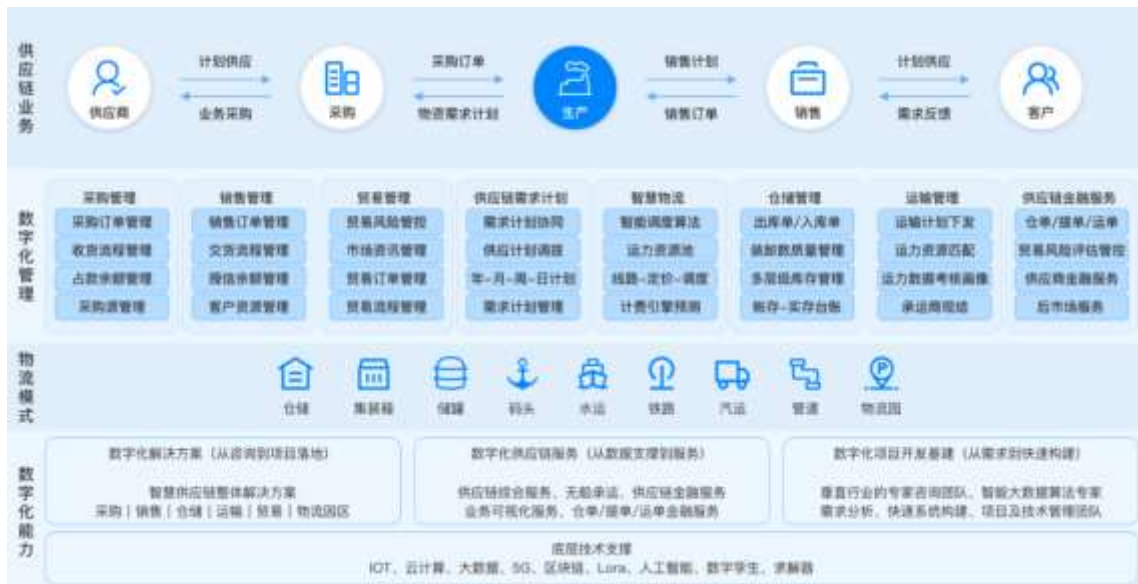 供应链业务
计划供应
采购订单
销售计划
计划供应
供应商
采购
生产
销售
客户
业务采购
物资需求计划
销售订单
需求反馈
数字化管理
采购管理
采购订单管理
收货流程管理
占款余额管理
采购源管理
销售管理
销售订单管理
交货流程管理
授信余额管理
客户资源管理
贸易管理
贸易风险管控
市场资讯管理
贸易订单管理
贸易流程管理
供应链需求计划
需求计划协同
供应计划调拨
年-月-周-日计划
需求计划管理
智慧物流
智能调度算法
运力资源池
线路-定价-调度
计费引擎预测
仓储管理
出库单/入库单
装卸数质量管理
多层级库存管理
账存-实存台账
运输管理
运输计划下发
运力资源匹配
运力数据考核画像
承运商现结
供应链金融服务
仓单/提单/运单
贸易风险评估管控
供应商金融服务
后市场服务
物流模式
仓储
集装箱
储罐
码头
水运
铁路
汽运
管道
物流园
数字化能力
数字化解决方案（从咨询到项目落地）
智慧供应链整体解决方案
采购|销售|仓储|运输|贸易|物流园区
数字化供应链服务（从数据支撑到服务）
供应链综合服务、无船承运、供应链金融服务
业务可视化服务、仓单/提单/运单金融服务
数字化项目开发基建（从需求到快速构建）
垂直行业的专家咨询团队、智能大数据算法专家
需求分析、快速系统构建、项目及技术管理团队
底层技术支撑
IOT、云计算、大数据、5G、区块链、Lora、人工智能、数字孪生、求解器